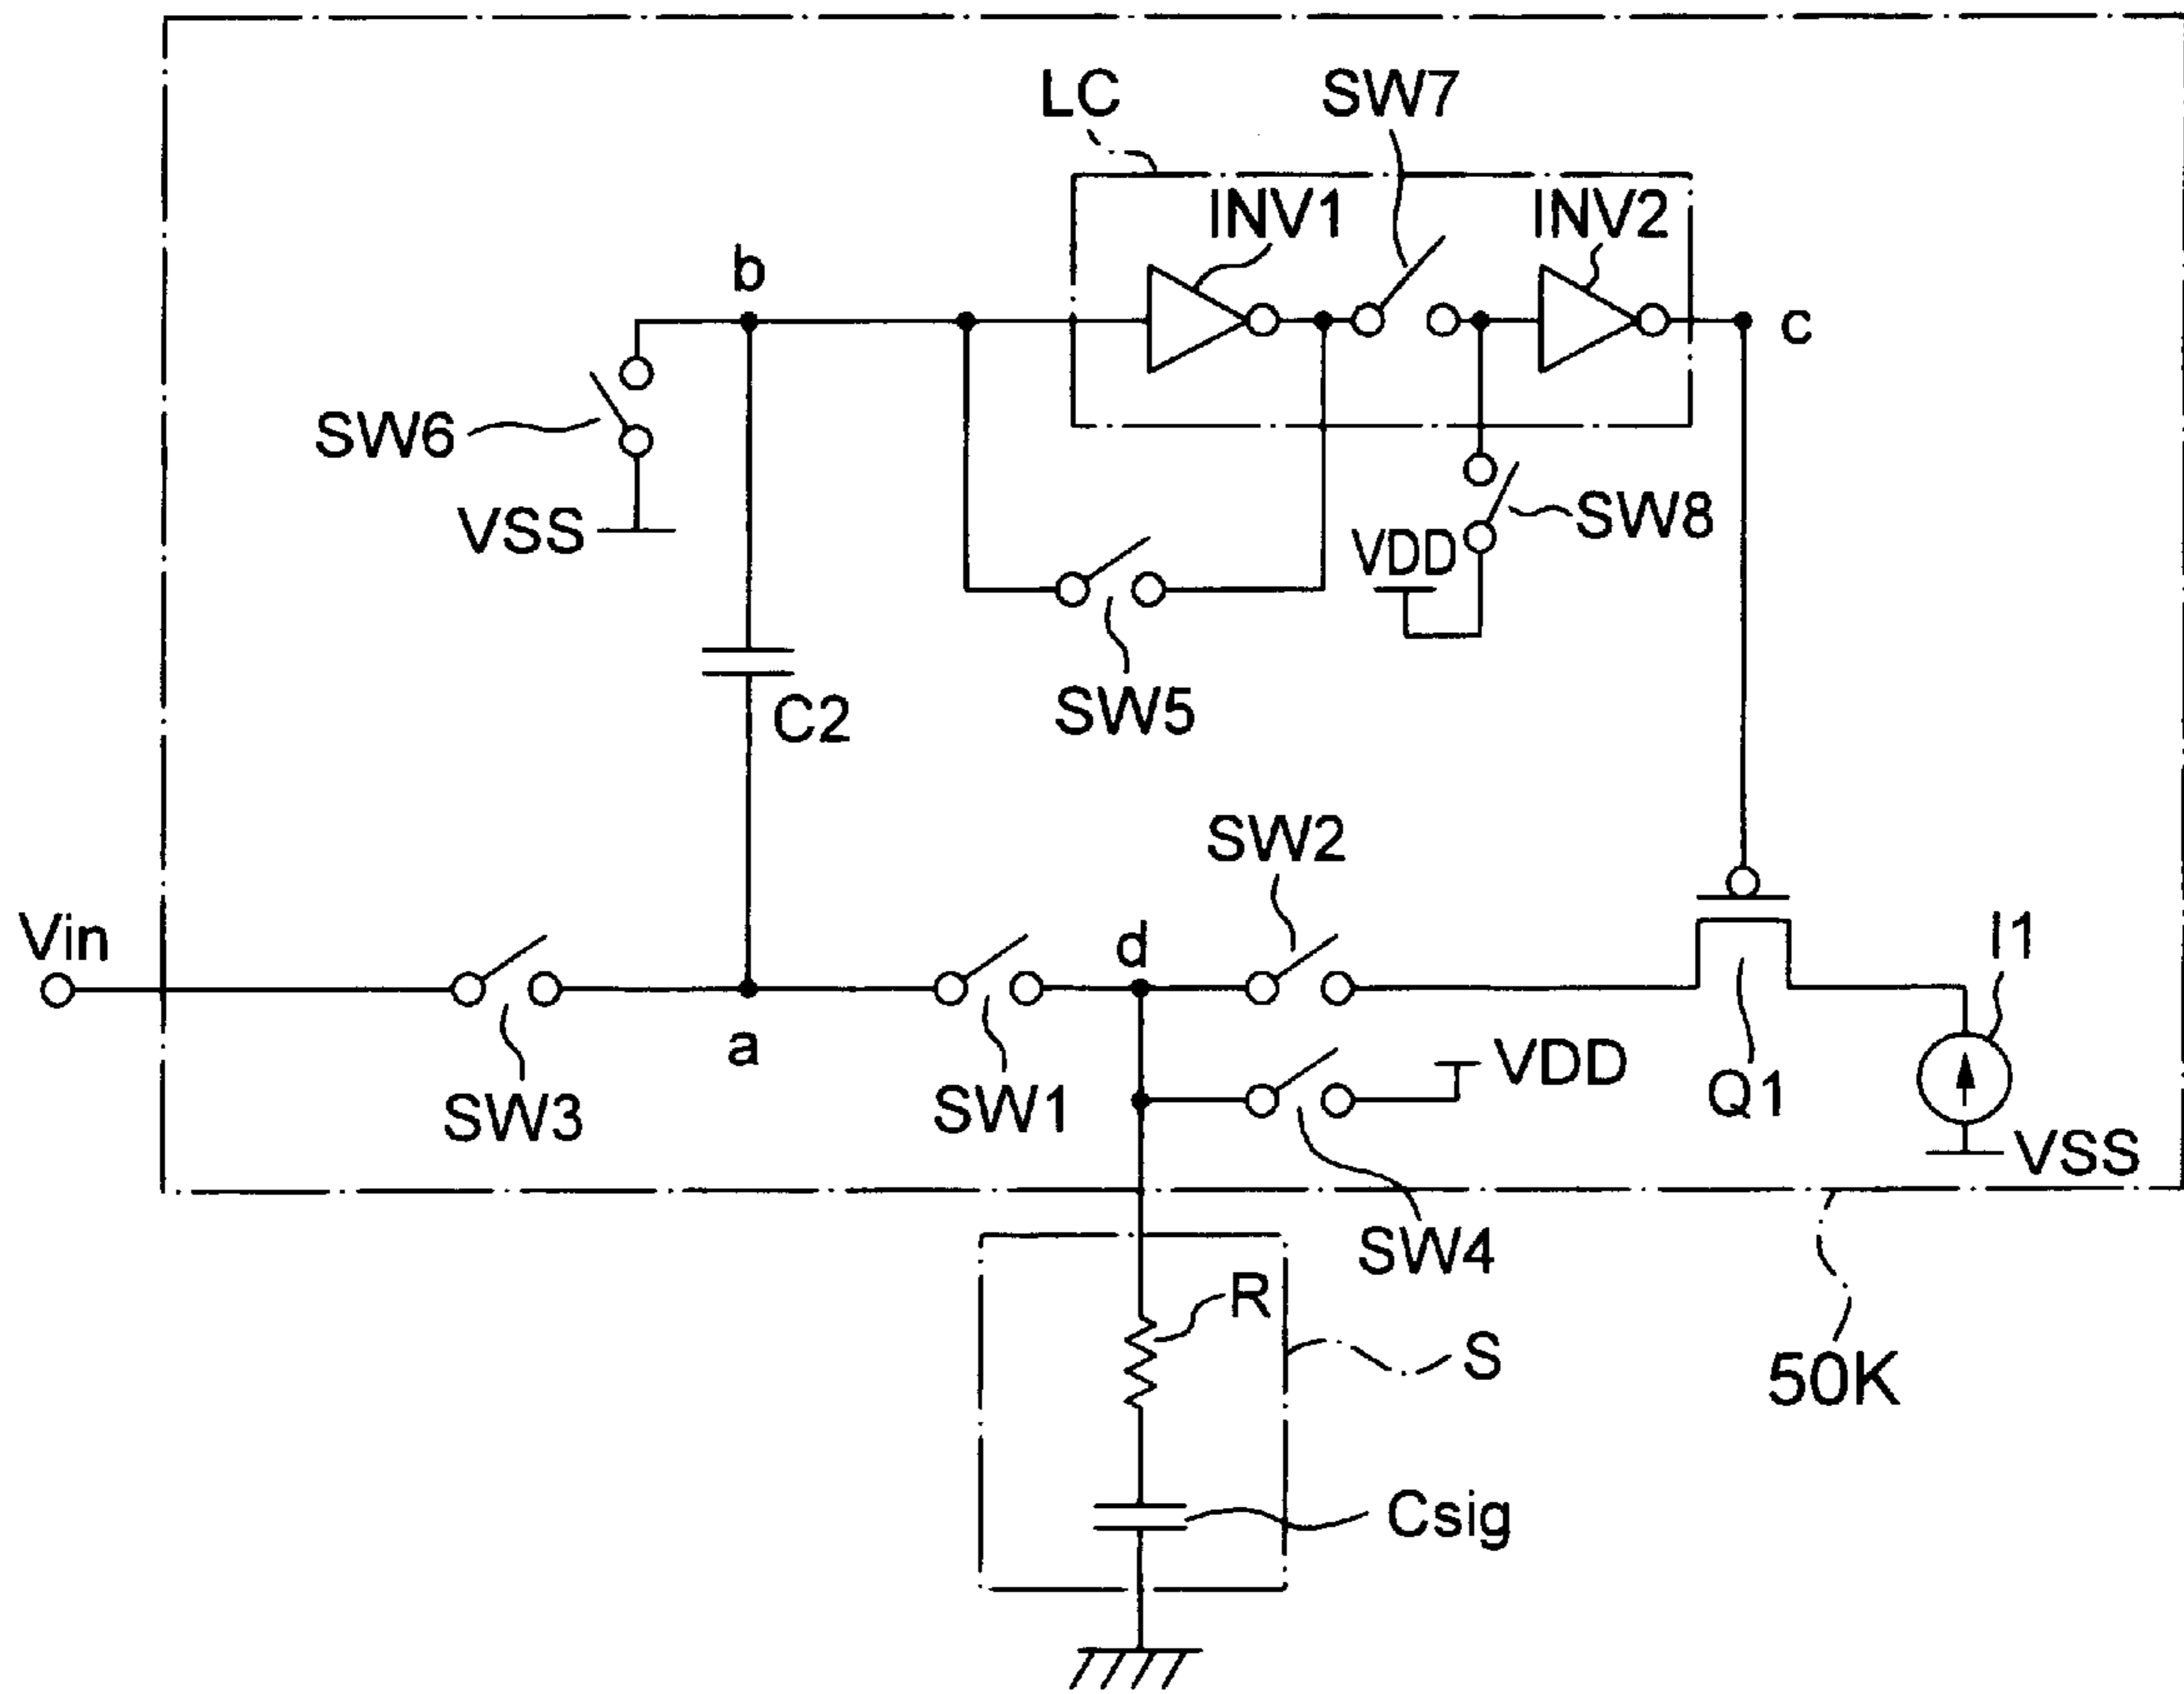 LC
SW7
INV1
INV2
b
c
SW6
VSS
SW8
VDD
SW5
C2
SW2
Vin
d
I1
a
SW3
SW1
VDD
Q1
VSS
SW4
R
S
50K
Csig